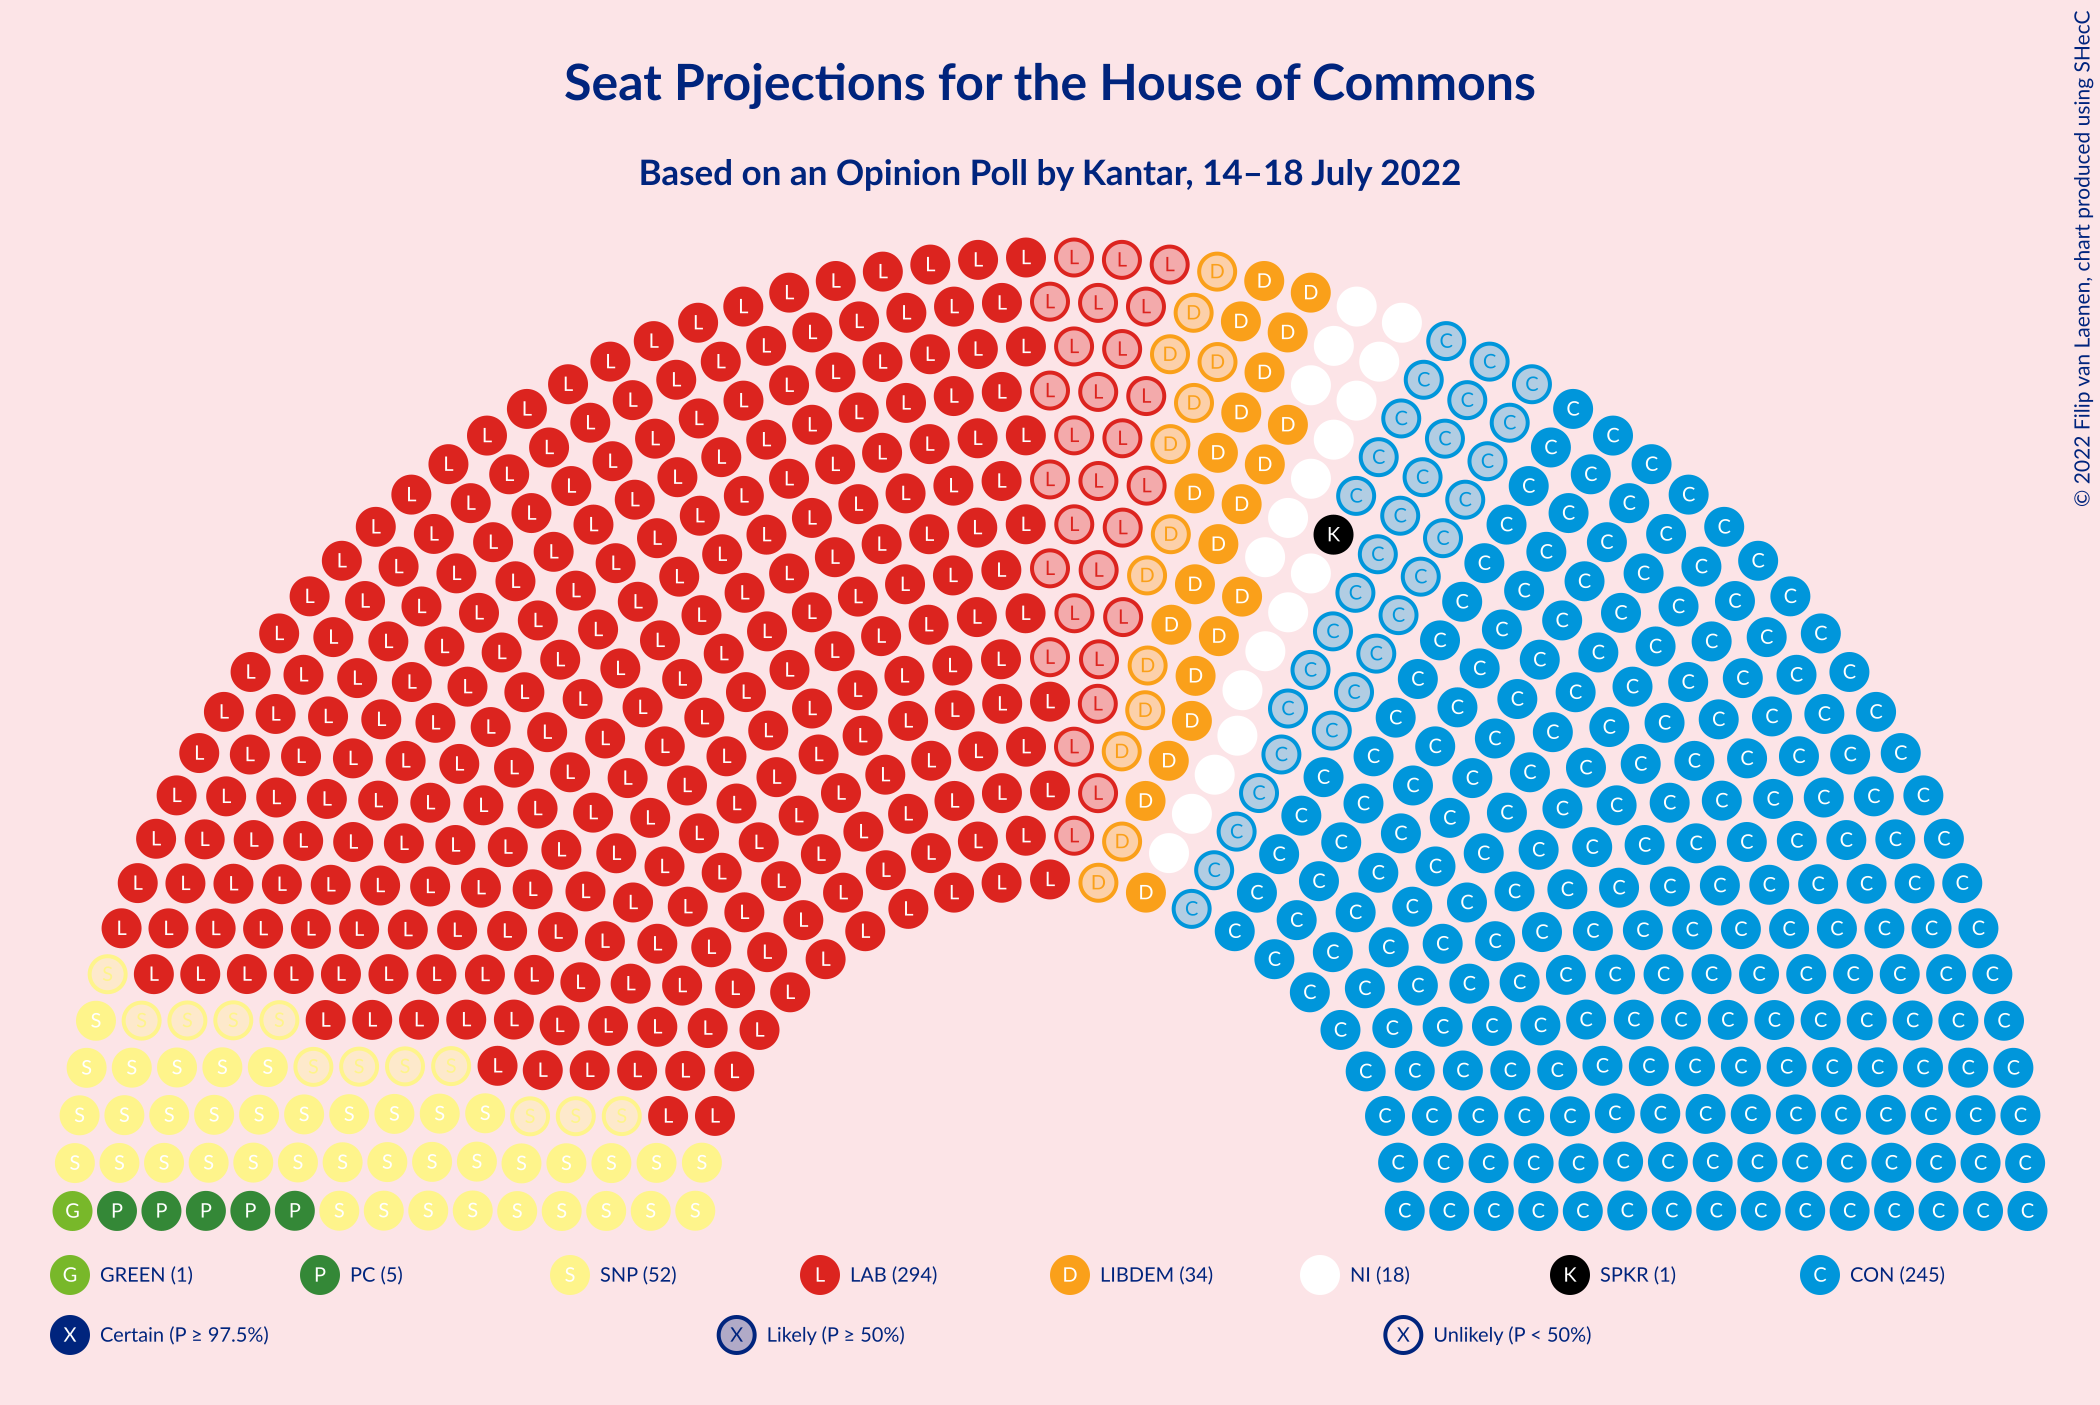 Seat Projections for the House of Commons
Based on an Opinion Poll by Kantar, 14–18 July 2022
© 2022 Filip van Laenen, chart produced using SHecC
G GREEN (1) P PC (5) S SNP (52) L LAB (294) D LIBDEM (34) NI (18) K SPKR (1) C CON (245)
X Certain (P ≥ 97.5%) X Likely (P ≥ 50%) X Unlikely (P < 50%)